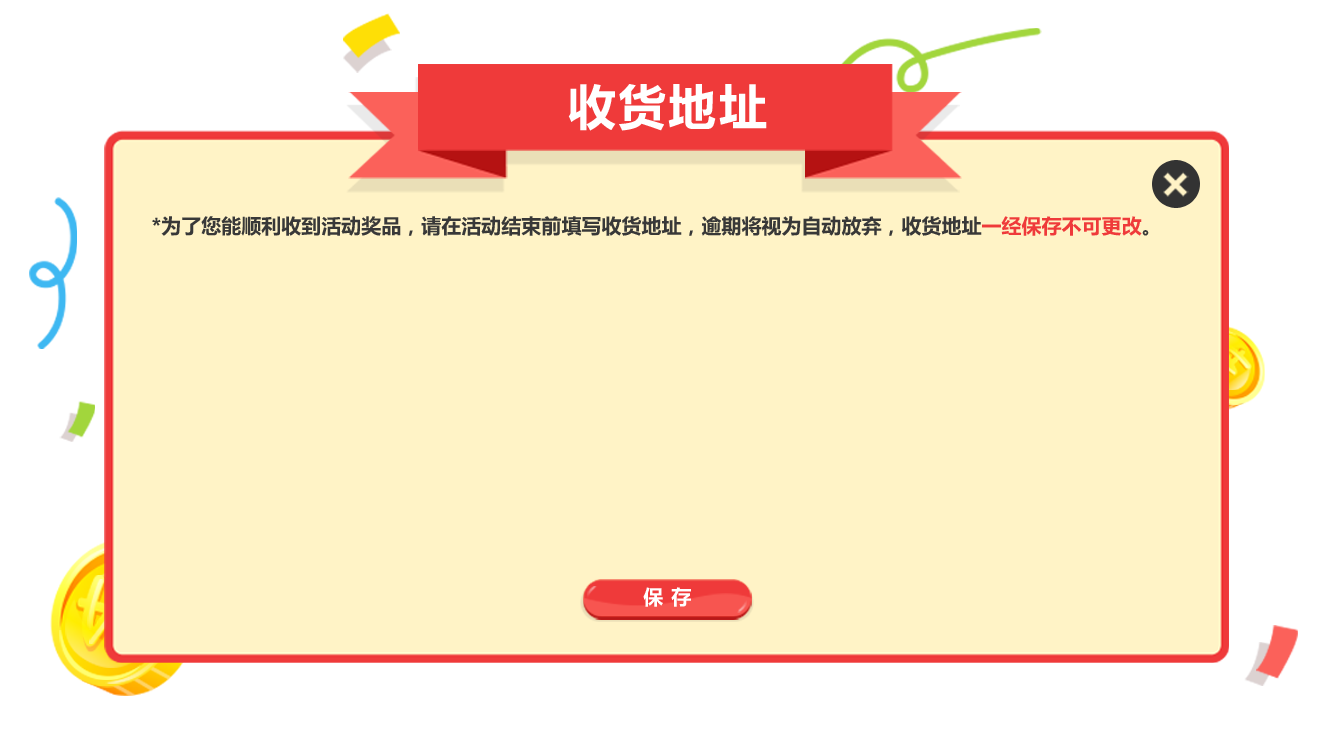 收货地址
*为了您能顺利收到活动奖品，请在活动结束前填写收货地址，逾期将视为自动放弃，收货地址一经保存不可更改。
保存